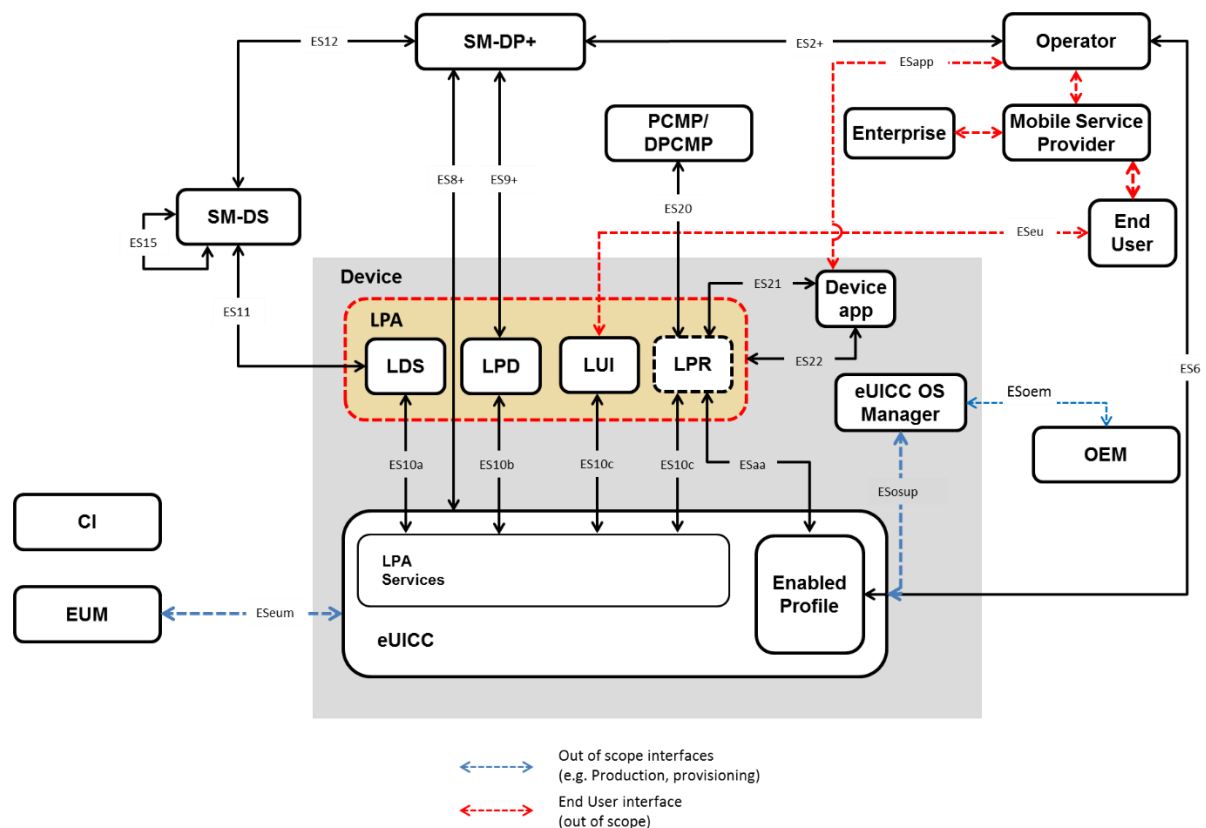 ES12
SM-DP+
ES2+
Operator
ESapp
PCMP/
DPCMP
Enterprise
Mobile Service
Provider
ES8+
ES9+
ES20
SM-DS
ES15
ESeu
End
User
ES11
Device
ES21
Device
app
LPA
LDS
LPD
LUI
LPR
ES22
ES6
eUICC OS
Manager
ESoem
OEM
ES10a
ES10b
ES10c
ES10c
ESaa
ESosup
CI
LPA
Services
Enabled
Profile
EUM
ESeum
eUICC
Out of scope interfaces
(e.g. Production, provisioning)
End User interface
(out of scope)